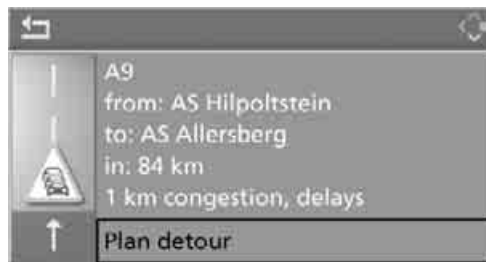 A9
from: AS Hilpoltstein
to: AS Allersberg
in: 84 km
1 km congestion, delays
Plan detour